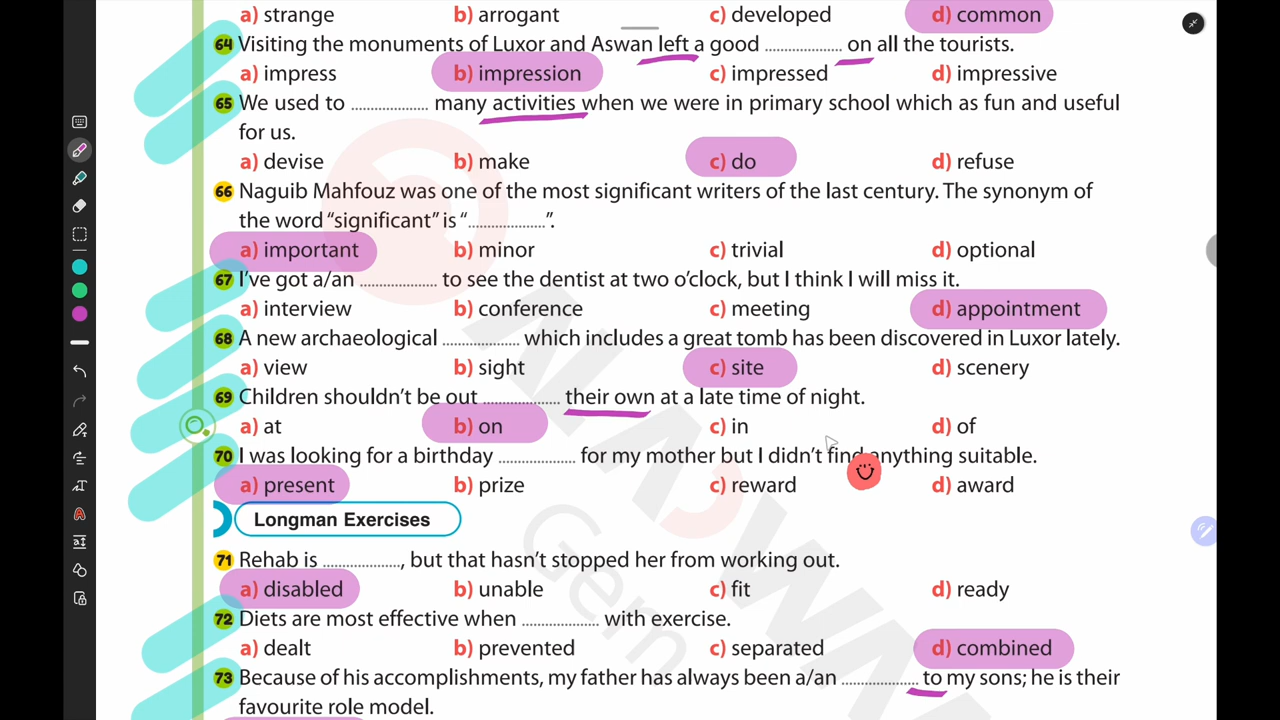 a) strange b) arrogant c) developed d) common
64 Visiting the monuments of Luxor and Aswan left a good .................... on all the tourists.
a) impress b) impression c) impressed d) impressive
65 We used to .................... many activities when we were in primary school which as fun and useful
for us.
a) devise b) make c) do d) refuse
66 Naguib Mahfouz was one of the most significant writers of the last century. The synonym of
the word “significant” is “....................”.
a) important b) minor c) trivial d) optional
67 I’ve got a/an .................... to see the dentist at two o’clock, but I think I will miss it.
a) interview b) conference c) meeting d) appointment
68 A new archaeological .................... which includes a great tomb has been discovered in Luxor lately.
a) view b) sight c) site d) scenery
69 Children shouldn’t be out .................... their own at a late time of night.
a) at b) on c) in d) of
70 I was looking for a birthday .................... for my mother but I didn’t find anything suitable.
a) present b) prize c) reward d) award
Longman Exercises
71 Rehab is ...................., but that hasn’t stopped her from working out.
a) disabled b) unable c) fit d) ready
72 Diets are most effective when .................... with exercise.
a) dealt b) prevented c) separated d) combined
73 Because of his accomplishments, my father has always been a/an .................... to my sons; he is their
favourite role model.